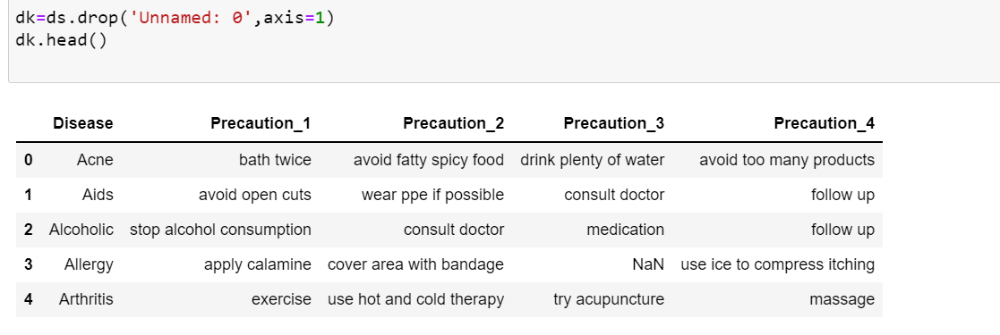 dk=ds.drop('Unnamed: 0',axis=1)
dk.head()
Disease Precaution_1 Precaution_2 Precaution_3 Precaution_4
0 Acne bath twice avoid fatty spicy food drink plenty of water avoid too many products
1 Aids avoid open cuts wear ppe if possible consult doctor follow up
2 Alcoholic stop alcohol consumption consult doctor medication follow up
3 Allergy apply calamine cover area with bandage NaN use ice to compress itching
4 Arthritis exercise use hot and cold therapy try acupuncture massage